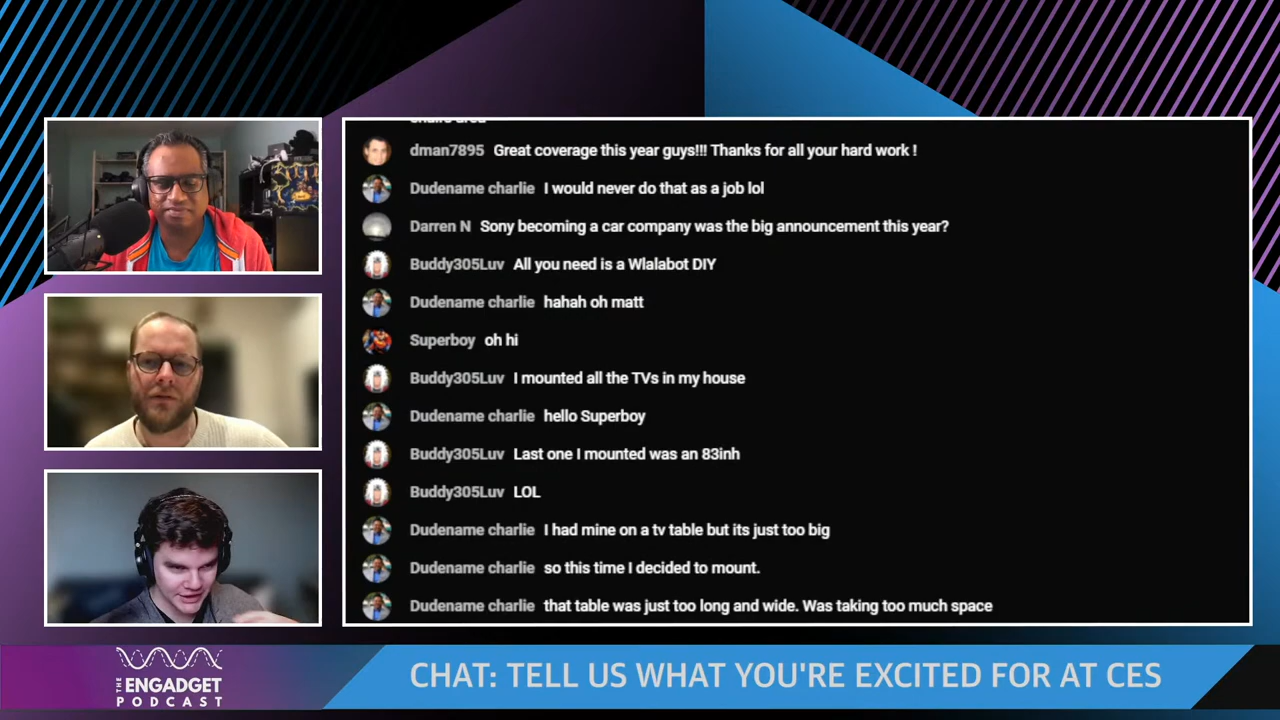 dman7895 Great coverage this year guys!!! Thanks for all your hard work !
Dudename charlie I would never do that as a job lol
Darren N Sony becoming a car company was the big announcement this year?
Buddy305Luv All you need is a Wlalabot DIY
Dudename charlie hahah oh matt
Superboy oh hi
Buddy305Luv I mounted all the TVs in my house
Dudename charlie hello Superboy
Buddy305Luv Last one I mounted was an 83inh
Buddy305Luv LOL
Dudename charlie I had mine on a tv table but its just too big
Dudename charlie so this time I decided to mount.
Dudename charlie that table was just too long and wide. Was taking too much space
THE
ENGADGET
PODCAST
CHAT: TELL US WHAT YOU'RE EXCITED FOR AT CES